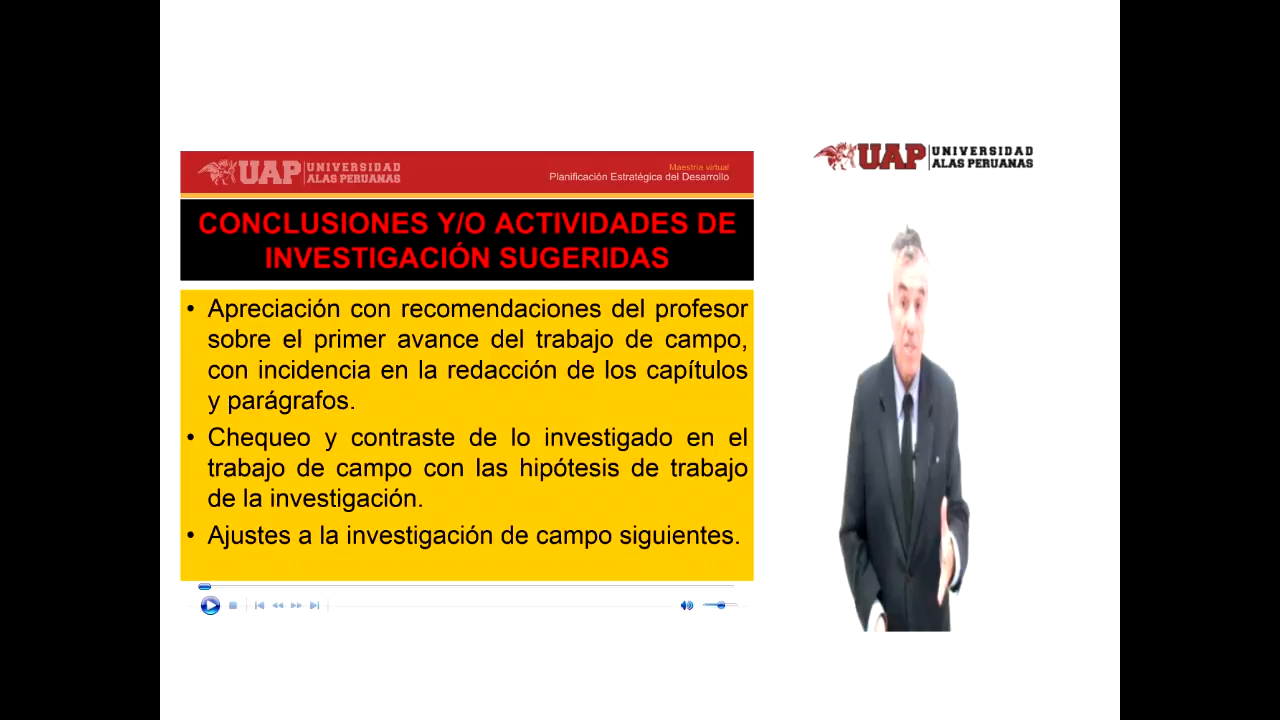 UAP UNIVERSIDAD
ALAS PERUANAS
Maestría virtual
Planificación Estratégica del Desarrollo
CONCLUSIONES Y/O ACTIVIDADES DE
INVESTIGACIÓN SUGERIDAS
• Apreciación con recomendaciones del profesor
sobre el primer avance del trabajo de campo,
con incidencia en la redacción de los capítulos
y parágrafos.
• Chequeo y contraste de lo investigado en el
trabajo de campo con las hipótesis de trabajo
de la investigación.
• Ajustes a la investigación de campo siguientes.
UAP UNIVERSIDAD
ALAS PERUANAS